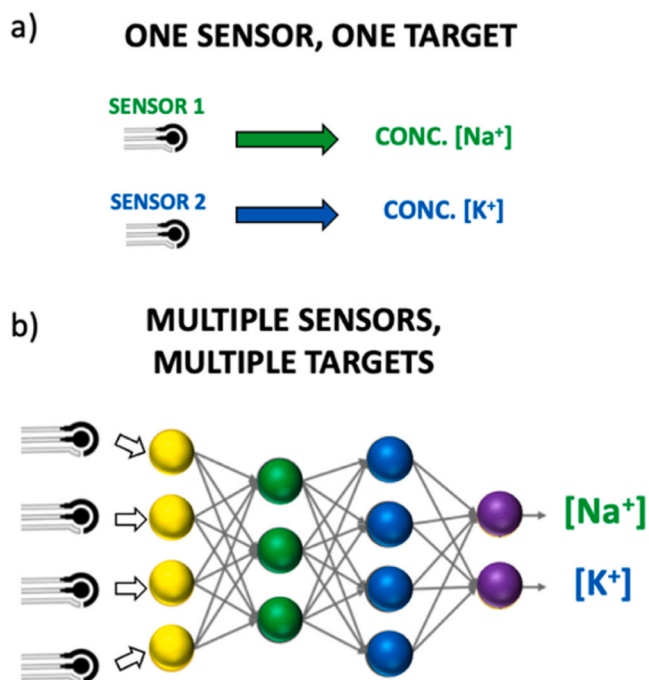 a)
ONE SENSOR, ONE TARGET
SENSOR 1
CONC. [Na⁺]
SENSOR 2
CONC. [K⁺]
b)
MULTIPLE SENSORS,
MULTIPLE TARGETS
[Na⁺]
[K⁺]